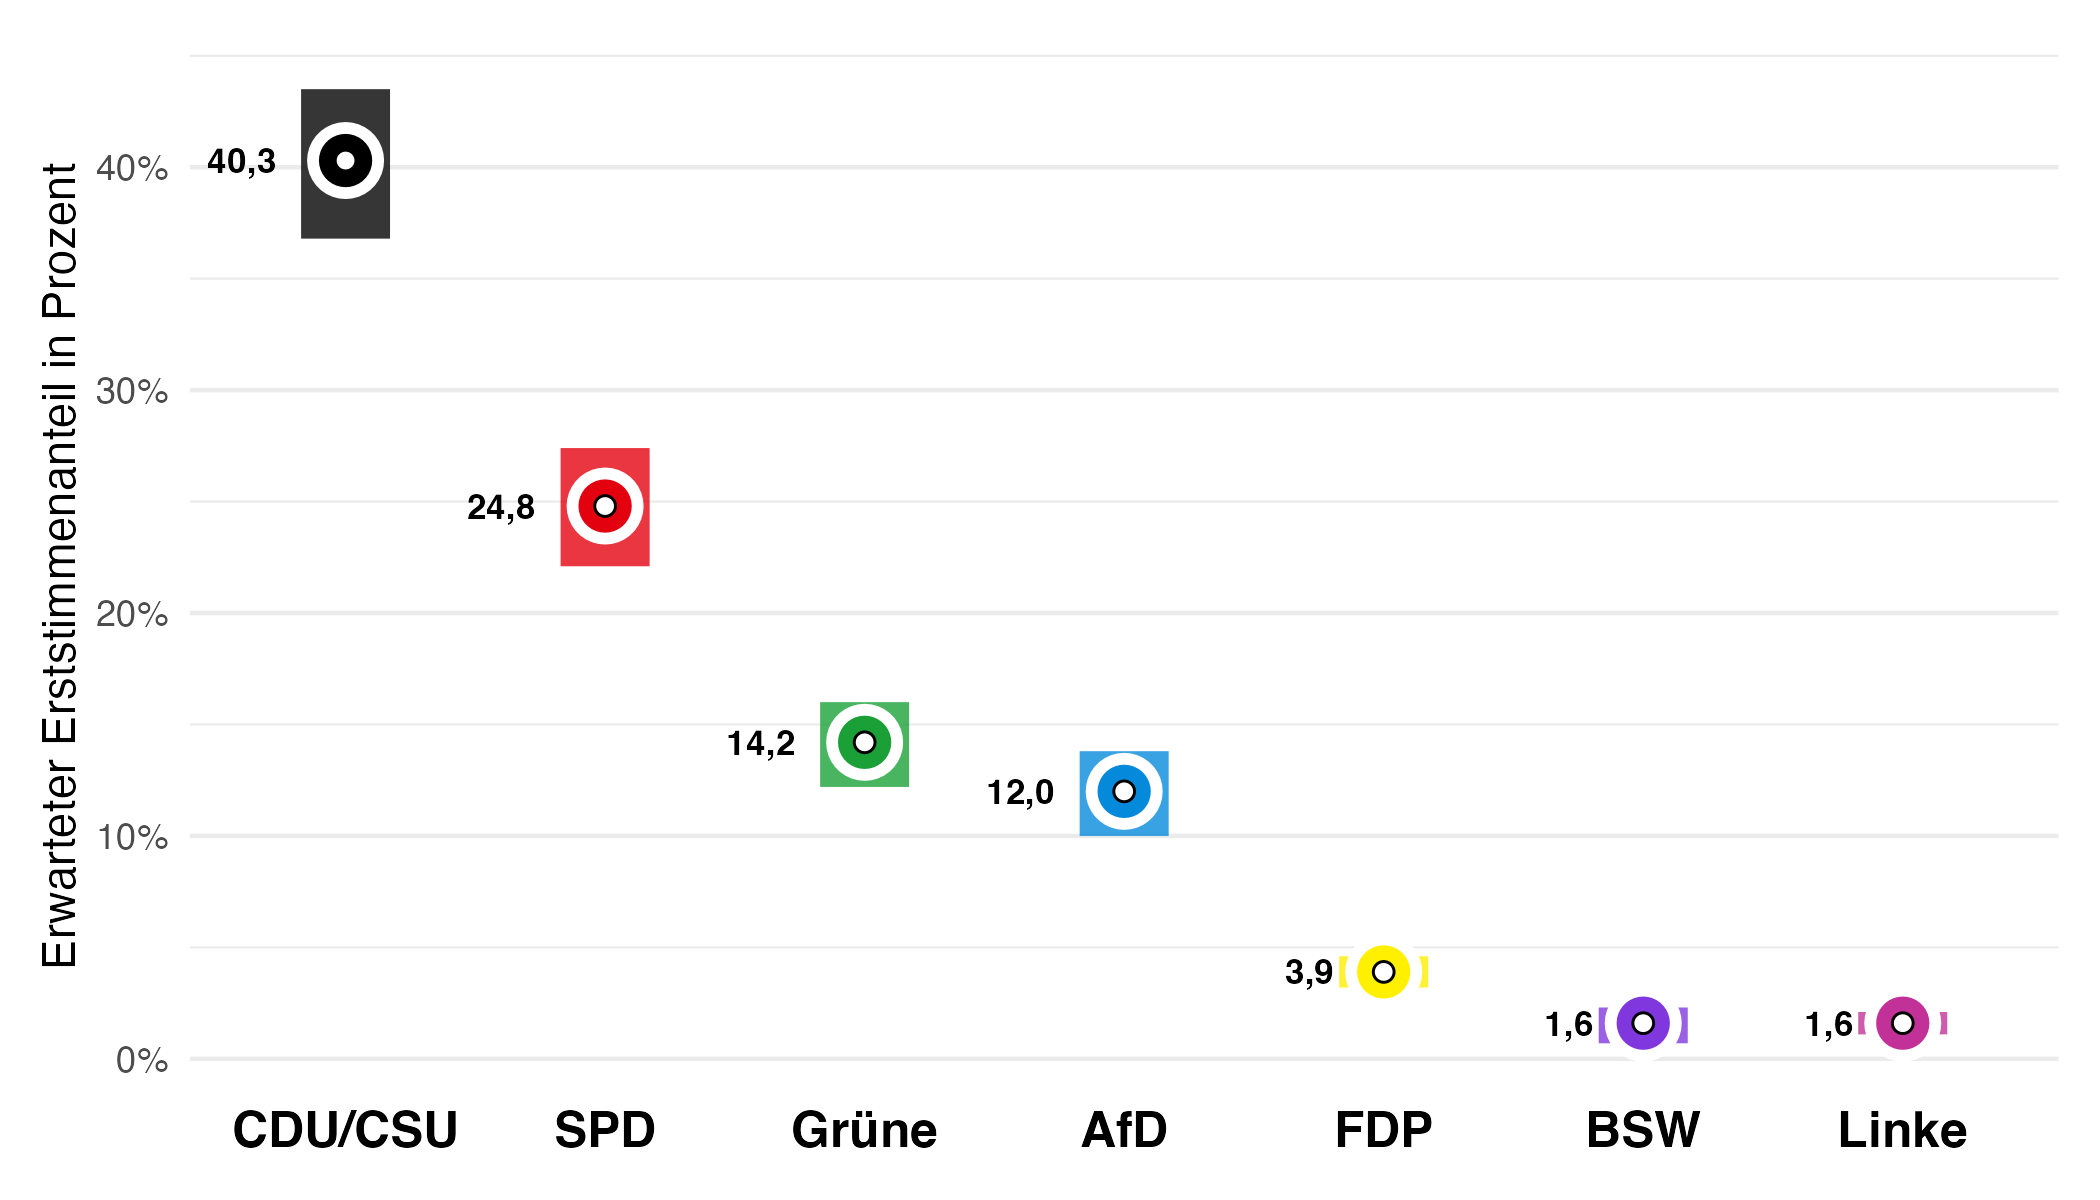 Erwarteter Erststimmenanteil in Prozent
40%
30%
20%
10%
0%
40,3
24,8
14,2
12,0
3,9
1,6
1,6
CDU/CSU
SPD
Grüne
AfD
FDP
BSW
Linke